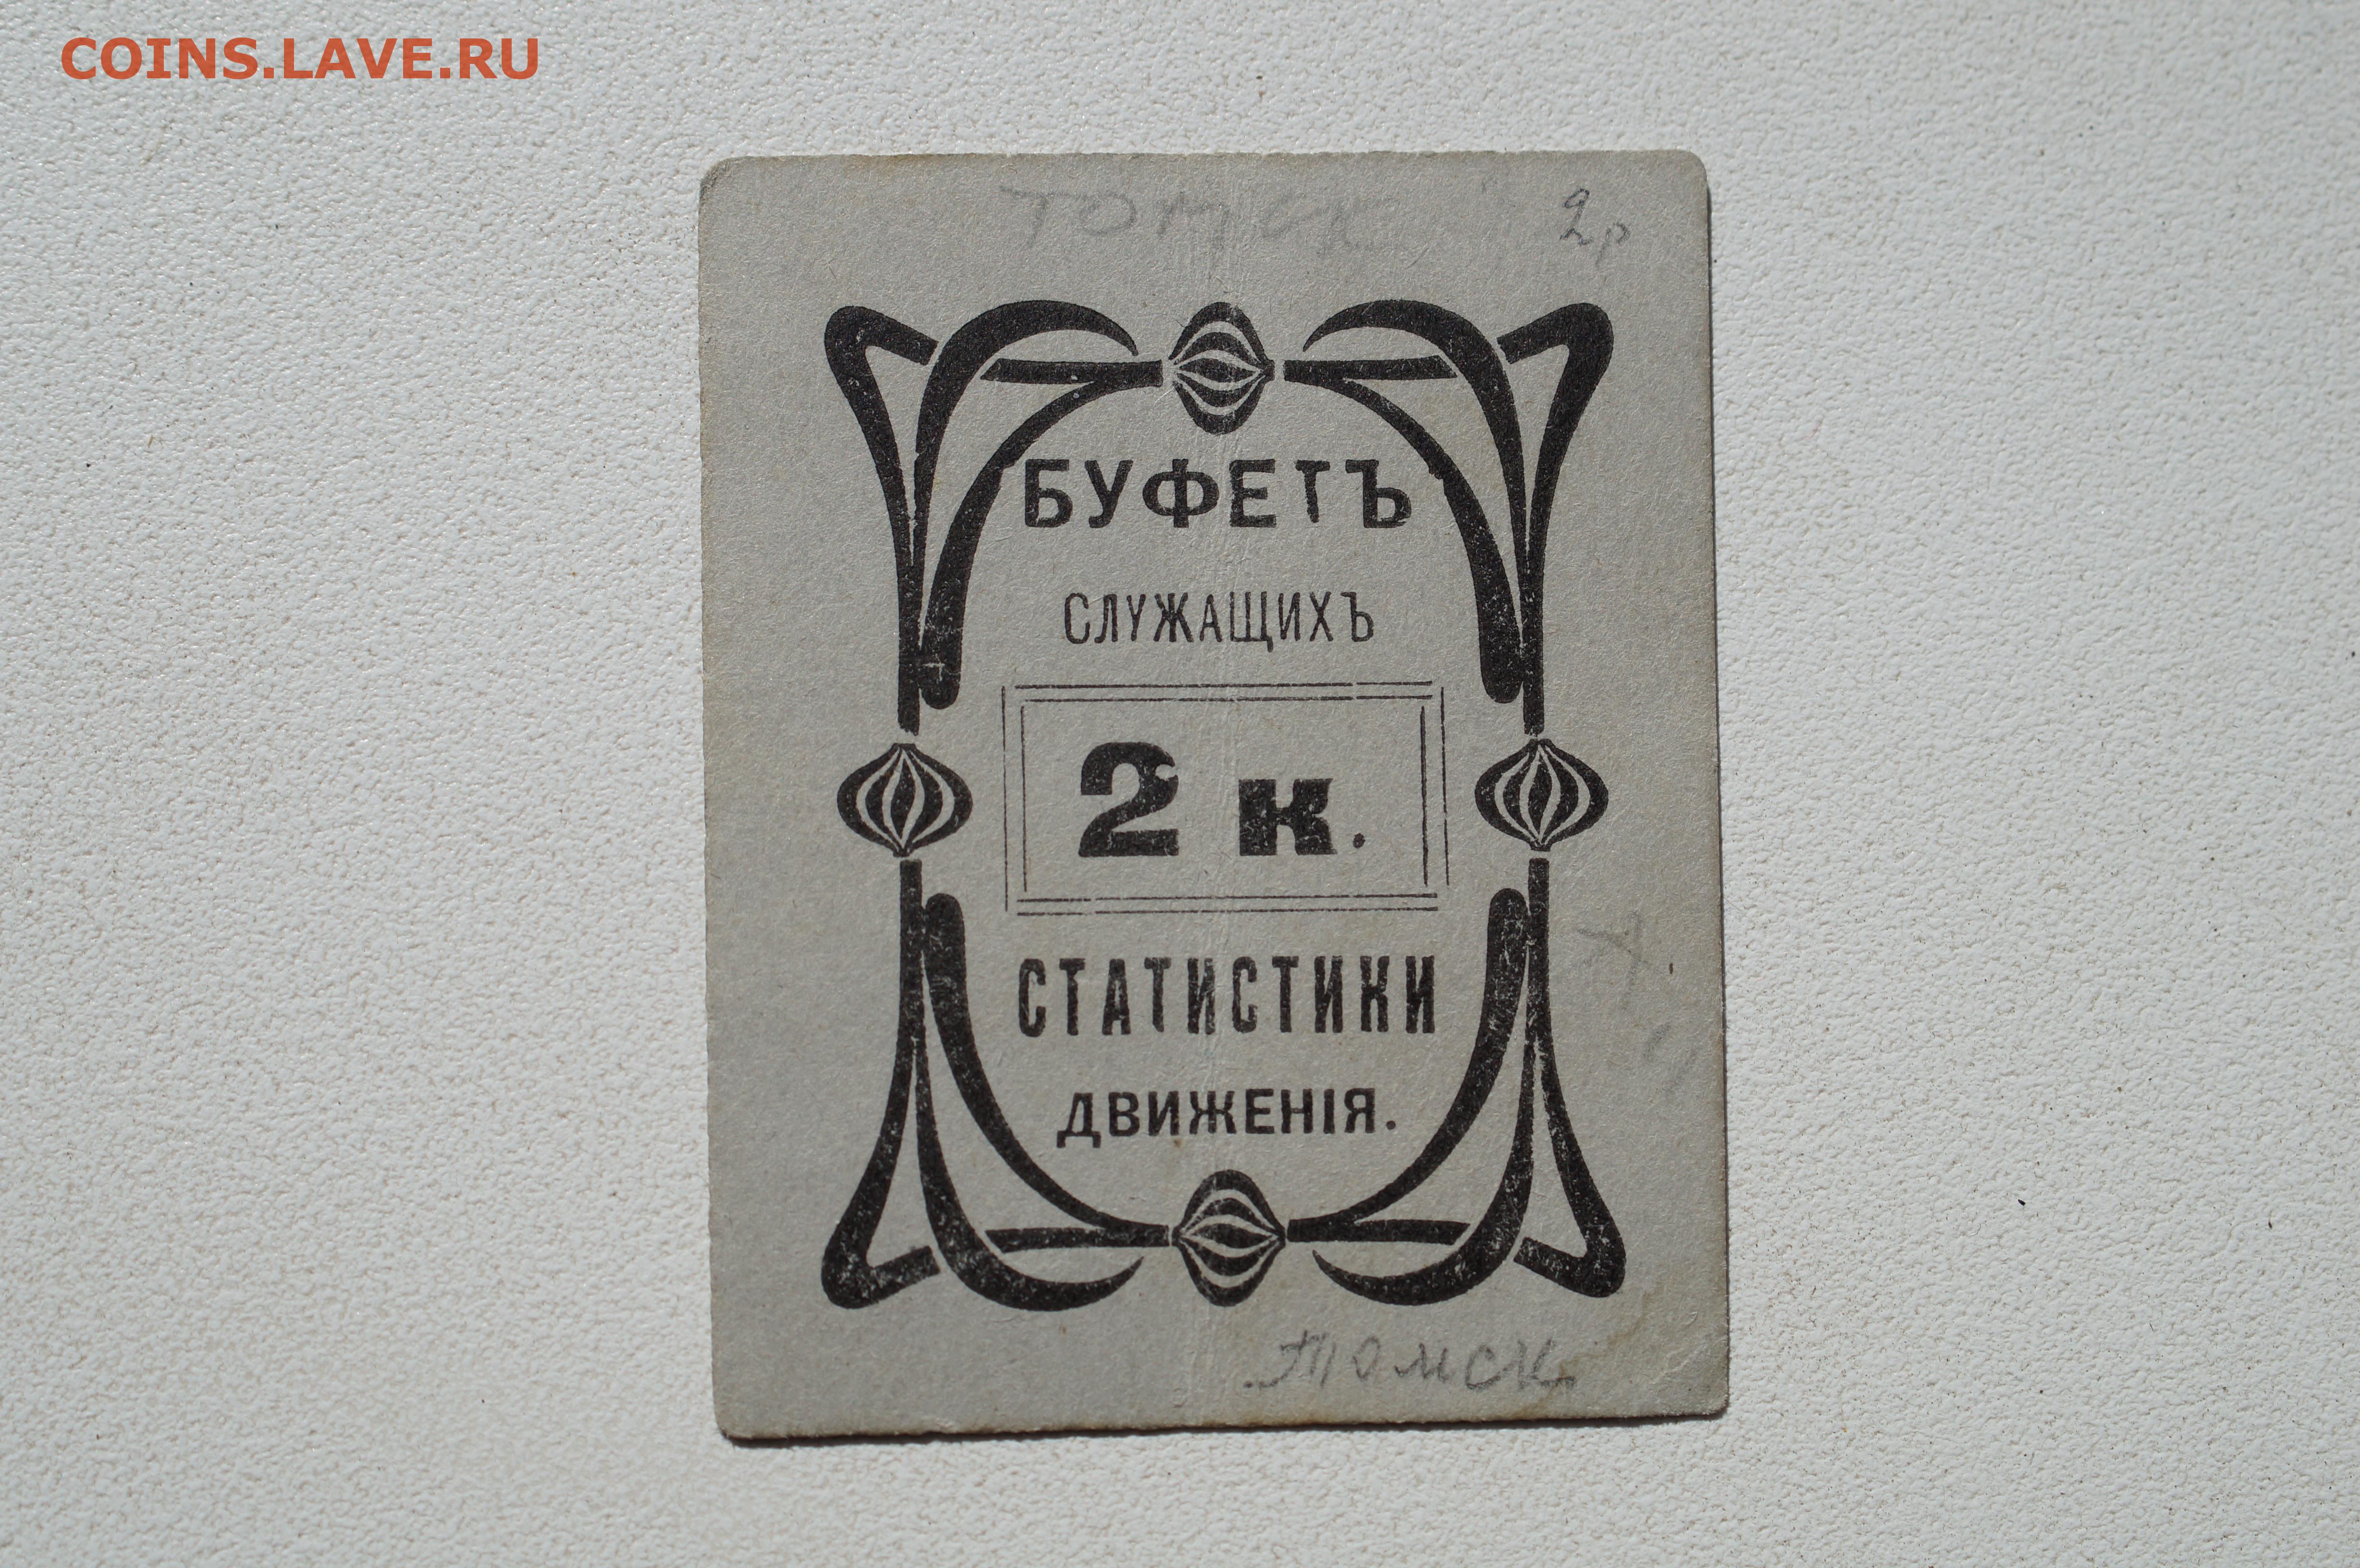 COINS.LAVE.RU
ТОМСК 2р
БУФЕТЪ
СЛУЖАЩИХЪ
2 к.
СТАТИСТИКИ
ДВИЖЕНІЯ.
Томск